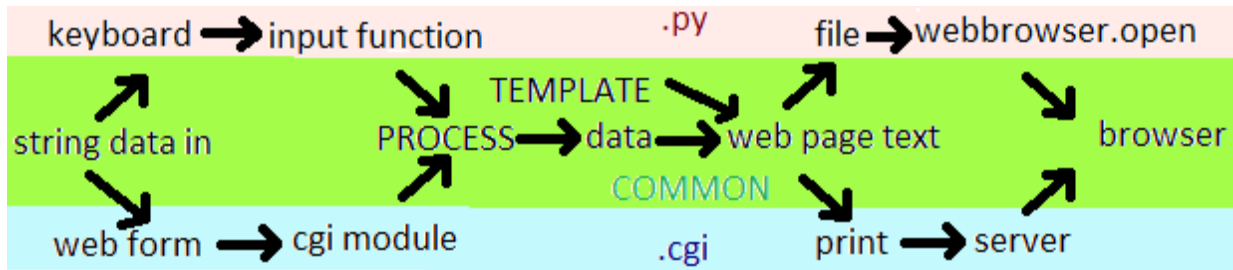 keyboard input function .py file webbrowser.open
TEMPLATE
string data in PROCESS data web page text browser
COMMON
web form cgi module .cgi print server